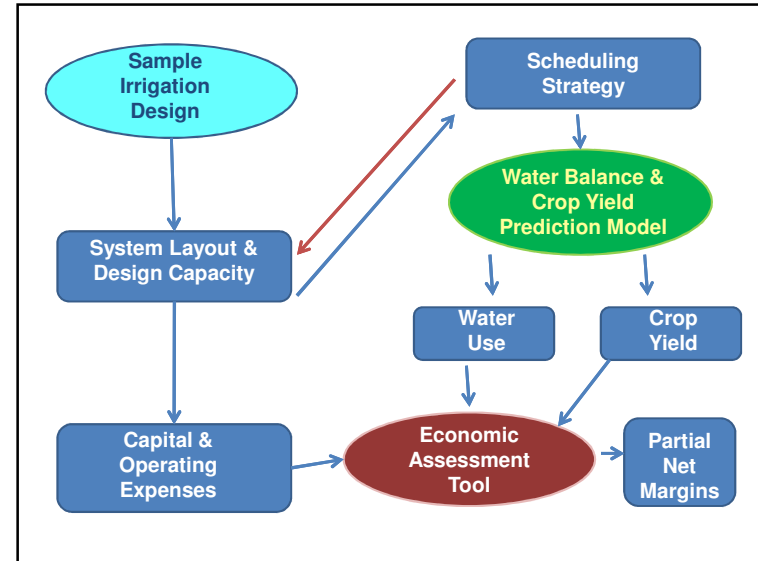 Sample
Irrigation
Design
Scheduling
Strategy
Water Balance &
Crop Yield
Prediction Model
System Layout &
Design Capacity
Water
Use
Crop
Yield
Capital &
Operating
Expenses
Economic
Assessment
Tool
Partial
Net
Margins